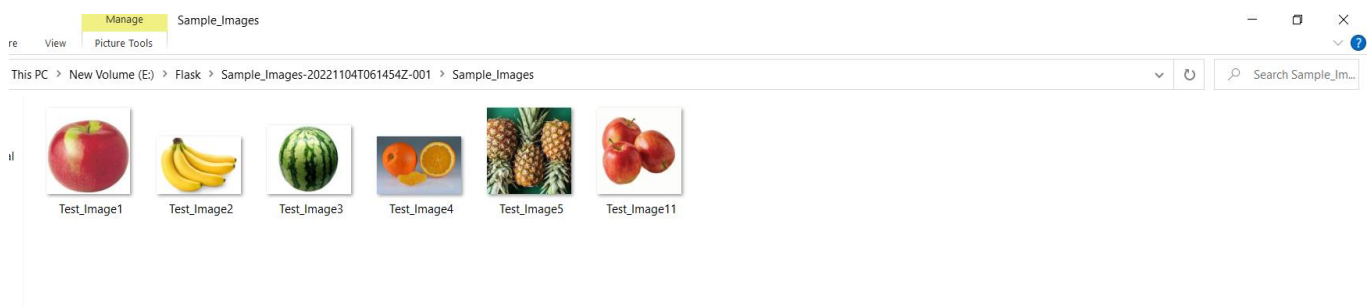 Manage Sample_Images
re View Picture Tools
This PC > New Volume (E:) > Flask > Sample_Images-20221104T061454Z-001 > Sample_Images
Search Sample_Im...
al
Test_Image1 Test_Image2 Test_Image3 Test_Image4 Test_Image5 Test_Image11